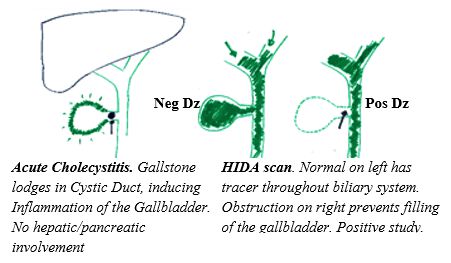 Neg Dz
Pos Dz
Acute Cholecystitis. Gallstone
lodges in Cystic Duct, inducing
Inflammation of the Gallbladder.
No hepatic/pancreatic
involvement
HIDA scan. Normal on left has
tracer throughout biliary system.
Obstruction on right prevents filling
of the gallbladder. Positive study.